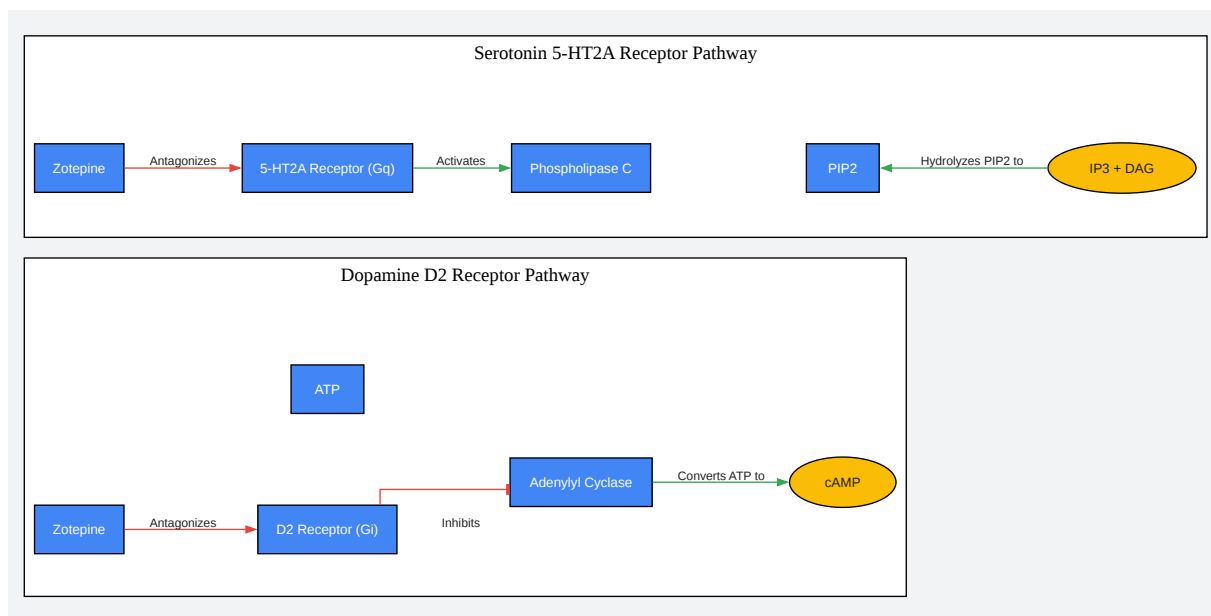 Serotonin 5-HT2A Receptor Pathway
Zotepine
Antagonizes
5-HT2A Receptor (Gq)
Activates
Phospholipase C
PIP2
Hydrolyzes PIP2 to
IP3 + DAG
Dopamine D2 Receptor Pathway
ATP
Adenylyl Cyclase
Converts ATP to
cAMP
Zotepine
Antagonizes
D2 Receptor (Gi)
Inhibits